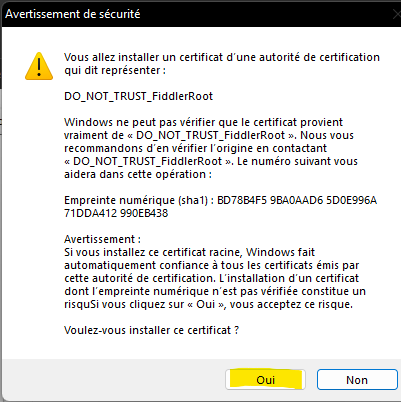 Avertissement de sécurité
Vous allez installer un certificat d'une autorité de certification
qui dit représenter :
DO_NOT_TRUST_FiddlerRoot
Windows ne peut pas vérifier que le certificat provient
vraiment de « DO_NOT_TRUST_FiddlerRoot ». Nous vous
recommandons d'en vérifier l'origine en contactant
« DO_NOT_TRUST_FiddlerRoot ». Le numéro suivant vous
aidera dans cette opération :
Empreinte numérique (sha1) : BD78B4F5 9BA0AAD6 5D0E996A
71DDA412 990EB438
Avertissement :
Si vous installez ce certificat racine, Windows fait
automatiquement confiance à tous les certificats émis par
cette autorité de certification. L'installation d'un certificat
dont l'empreinte numérique n'est pas vérifiée constitue un
risquSi vous cliquez sur « Oui », vous acceptez ce risque.
Voulez-vous installer ce certificat ?
Oui
Non